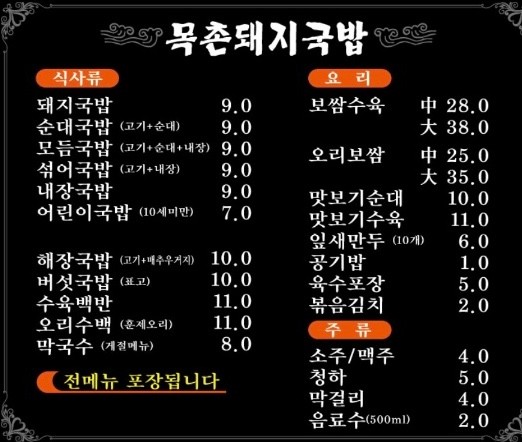 목촌돼지국밥
식사류
돼지국밥 9.0
순대국밥 (고기+순대) 9.0
모듬국밥 (고기+순대+내장) 9.0
섞어국밥 (고기+내장) 9.0
내장국밥 9.0
어린이국밥 (10세미만) 7.0
해장국밥 (고기+배추우거지) 10.0
버섯국밥 (표고) 10.0
수육백반 11.0
오리수백 (훈제오리) 11.0
막국수 (계절메뉴) 8.0
전메뉴 포장됩니다
요 리
보쌈수육 中 28.0
大 38.0
오리보쌈 中 25.0
大 35.0
맛보기순대 10.0
맛보기수육 11.0
잎새만두 (10개) 6.0
공기밥 1.0
육수포장 5.0
볶음김치 2.0
주 류
소주/맥주 4.0
청하 5.0
막걸리 4.0
음료수(500ml) 2.0